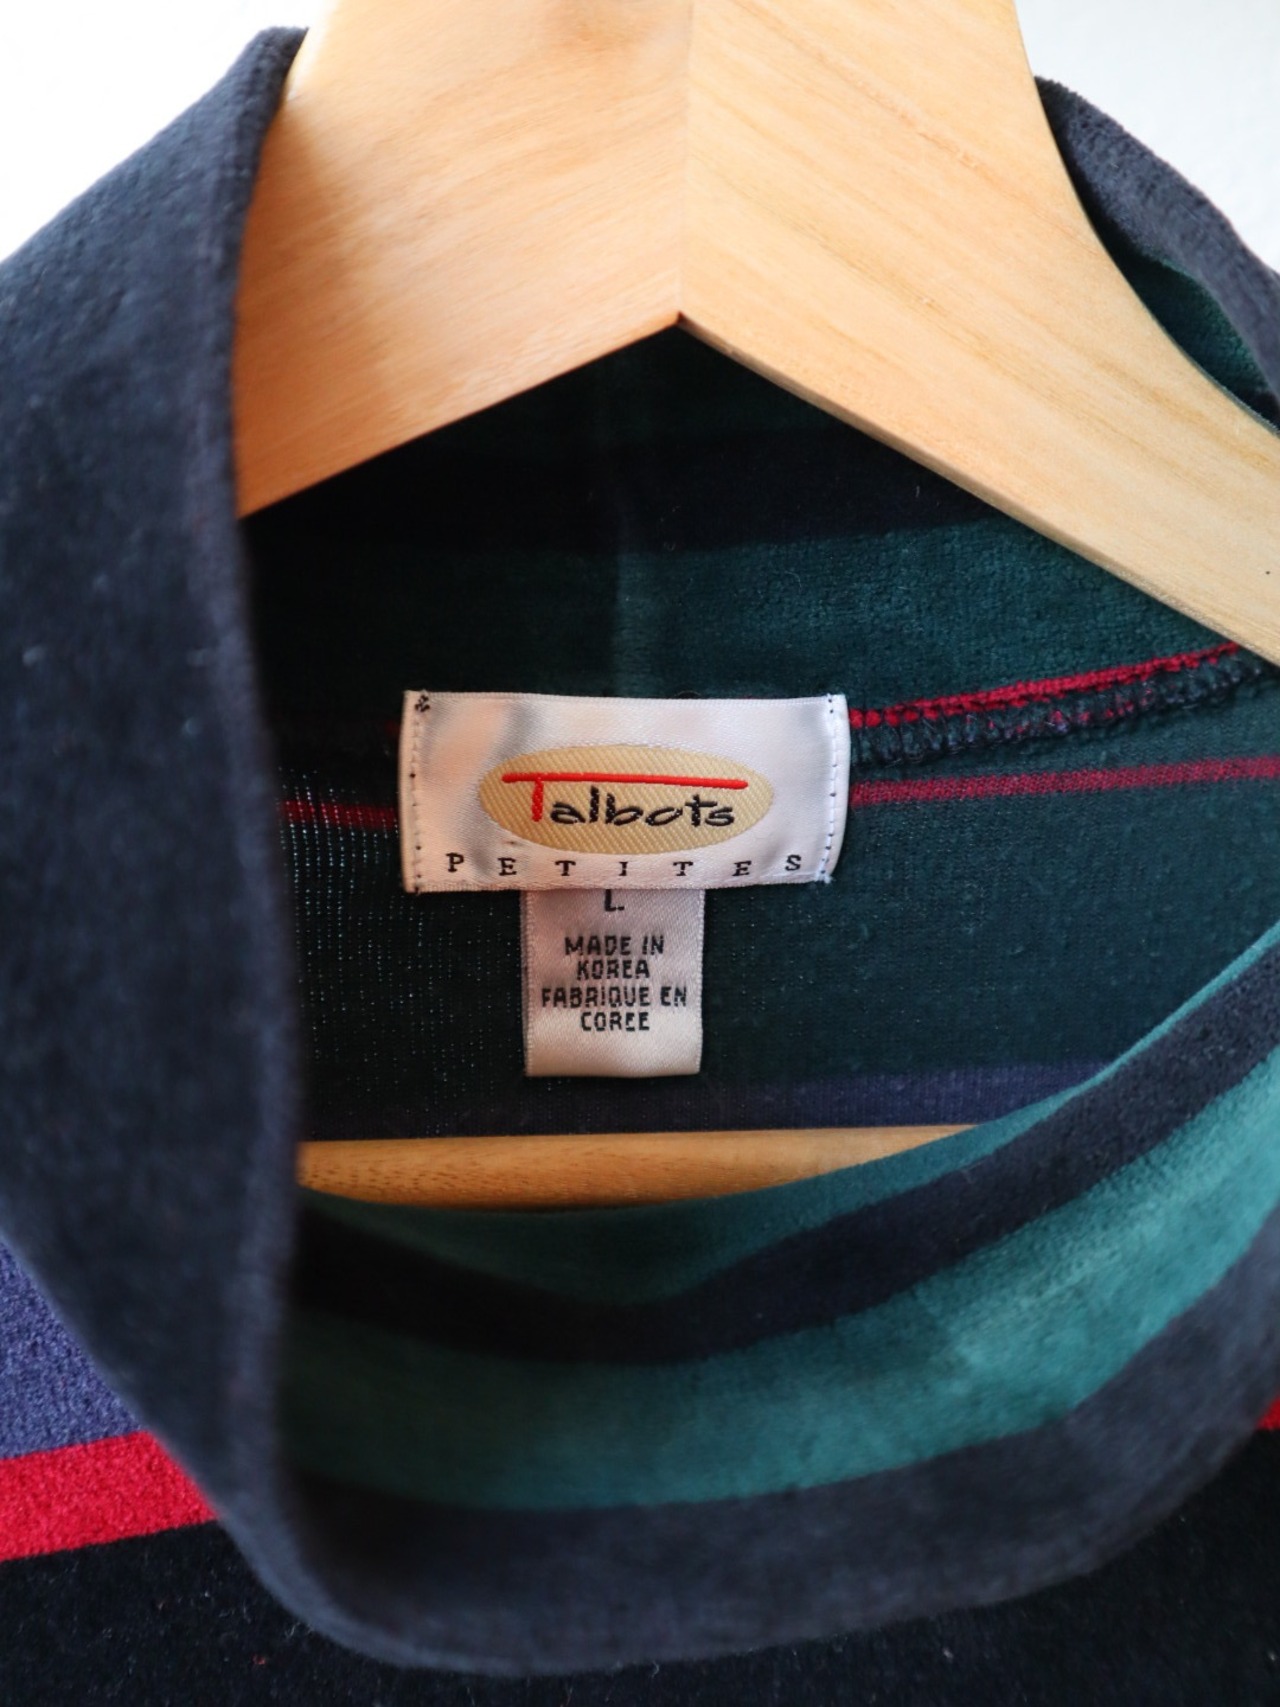 Talbots
PETITES
L.
MADE IN
KOREA
FABRIQUE EN
COREE